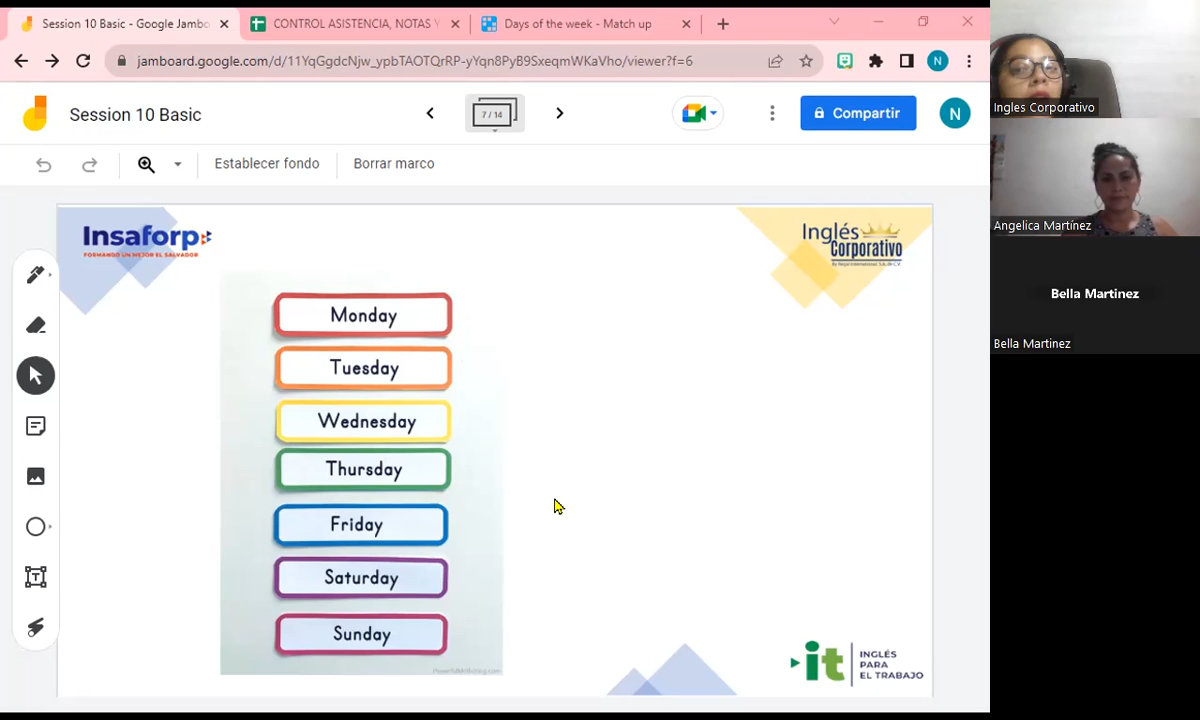 Session 10 Basic - Google Jambo
CONTROL ASISTENCIA, NOTAS Y
Days of the week - Match up
jamboard.google.com/d/11YqGgdcNjw_ypbTAOTQrRP-yYqn8PyB9SxeqmWKaVho/viewer?f=6
N
Session 10 Basic
7 / 14
Compartir
N
Establecer fondo
Borrar marco
Insaforp
FORMANDO UN MEJOR EL SALVADOR
Inglés
Corporativo
Monday
Tuesday
Wednesday
Thursday
Friday
Saturday
Sunday
it
INGLÉS
PARA
EL TRABAJO
Ingles Corporativo
Angelica Martínez
Bella Martinez
Bella Martinez